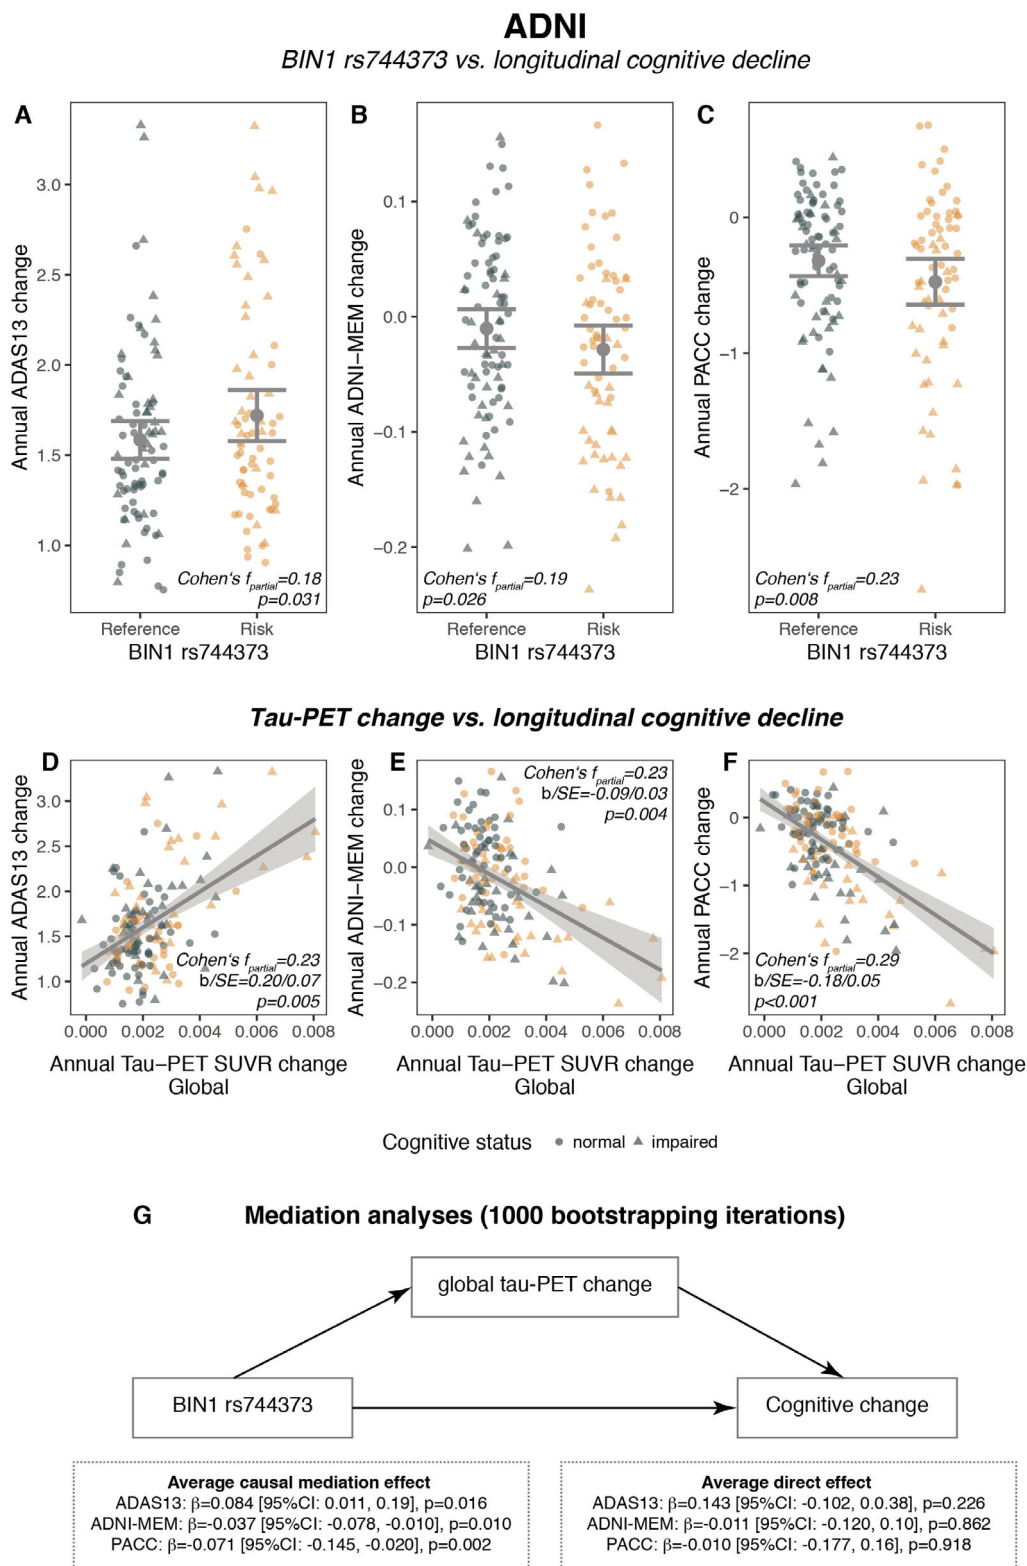 ADNI
BIN1 rs744373 vs. longitudinal cognitive decline
A
Annual ADAS13 change
3.0
2.5
2.0
1.5
1.0
Cohen's fpartial=0.18
p=0.031
Reference Risk
BIN1 rs744373
B
Annual ADNI–MEM change
0.1
0.0
−0.1
−0.2
Cohen's fpartial=0.19
p=0.026
Reference Risk
BIN1 rs744373
C
Annual PACC change
0
−1
−2
Cohen's fpartial=0.23
p=0.008
Reference Risk
BIN1 rs744373
Tau-PET change vs. longitudinal cognitive decline
D
Annual ADAS13 change
3.0
2.5
2.0
1.5
1.0
Cohen's fpartial=0.23
b/SE=0.20/0.07
p=0.005
0.000 0.002 0.004 0.006 0.008
Annual Tau–PET SUVR change
Global
E
Annual ADNI–MEM change
0.1
0.0
−0.1
−0.2
Cohen's fpartial=0.23
b/SE=-0.09/0.03
p=0.004
0.000 0.002 0.004 0.006 0.008
Annual Tau–PET SUVR change
Global
F
Annual PACC change
0
−1
−2
Cohen's fpartial=0.29
b/SE=-0.18/0.05
p<0.001
0.000 0.002 0.004 0.006 0.008
Annual Tau–PET SUVR change
Global
Cognitive status normal impaired
G Mediation analyses (1000 bootstrapping iterations)
global tau-PET change
BIN1 rs744373
Cognitive change
Average causal mediation effect
ADAS13: β=0.084 [95%CI: 0.011, 0.19], p=0.016
ADNI-MEM: β=-0.037 [95%CI: -0.078, -0.010], p=0.010
PACC: β=-0.071 [95%CI: -0.145, -0.020], p=0.002
Average direct effect
ADAS13: β=0.143 [95%CI: -0.102, 0.0.38], p=0.226
ADNI-MEM: β=-0.011 [95%CI: -0.120, 0.10], p=0.862
PACC: β=-0.010 [95%CI: -0.177, 0.16], p=0.918